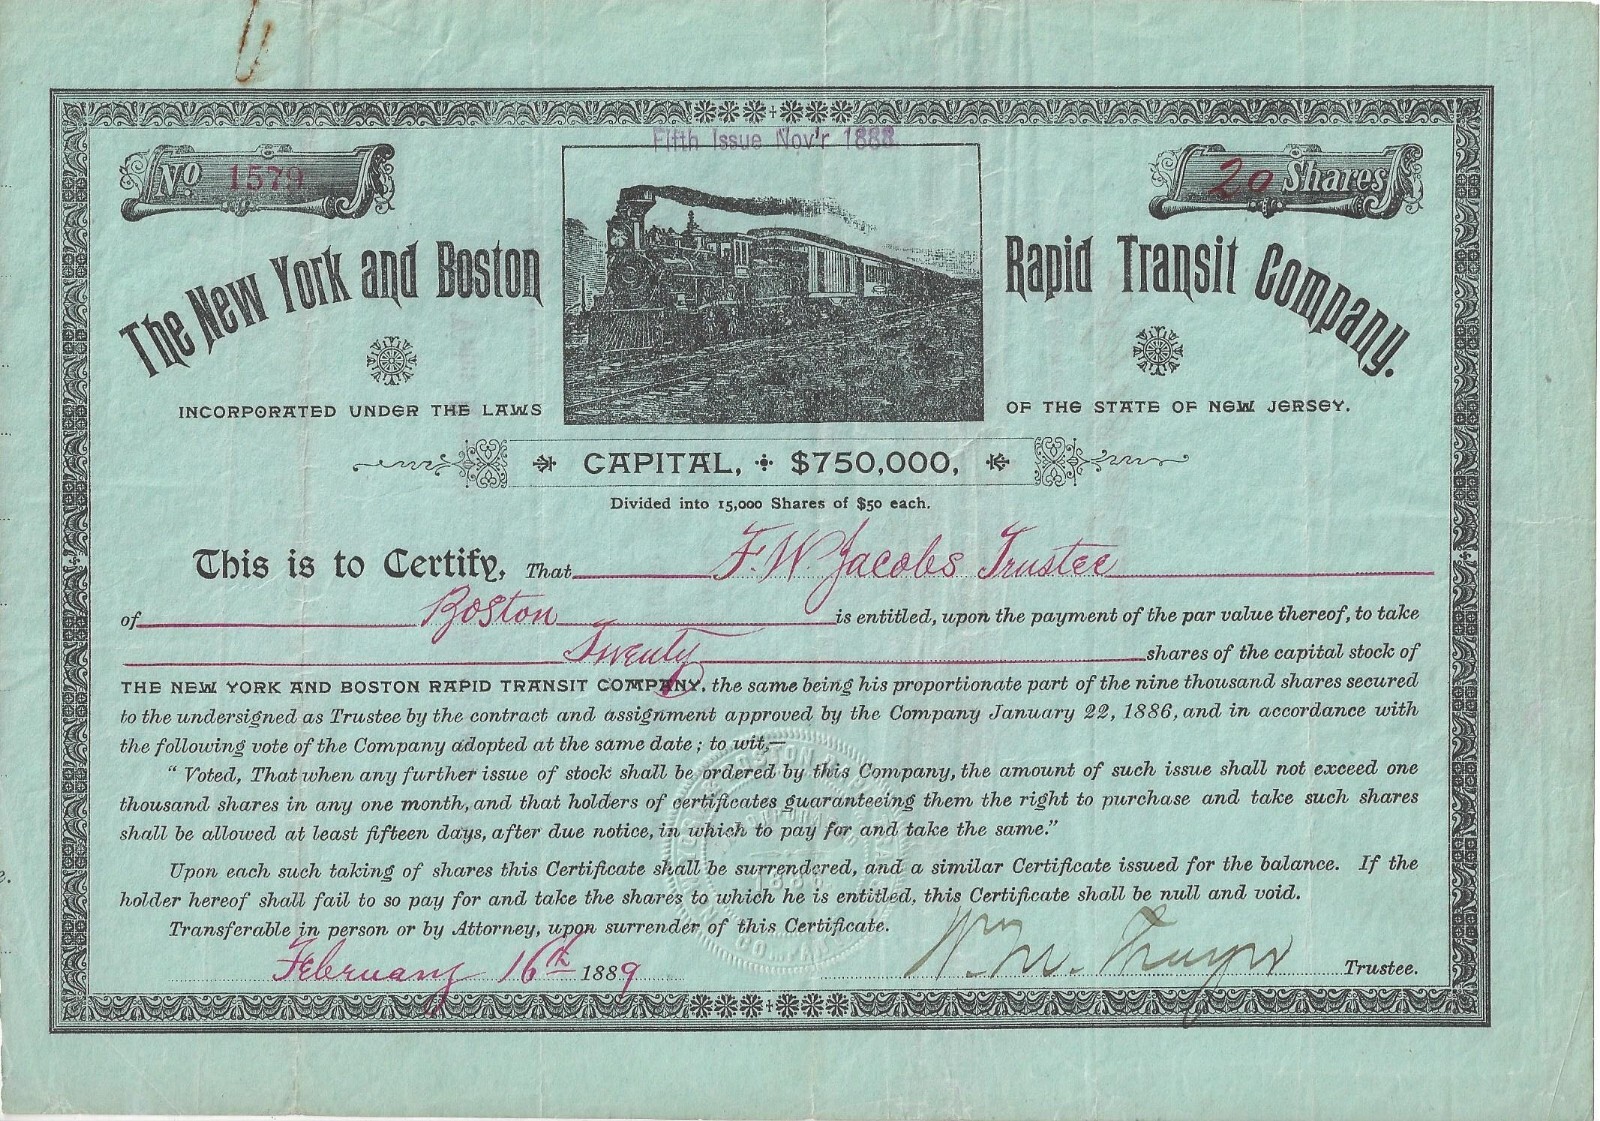 Fifth Issue Nov'r 1888.
No 1579
20 Shares
The New York and Boston Rapid Transit Company.
INCORPORATED UNDER THE LAWS OF THE STATE OF NEW JERSEY.
CAPITAL, $750,000,
Divided into 15,000 Shares of $50 each.
This is to Certify, That F. W. Jacobs Trustee
of Boston is entitled, upon the payment of the par value thereof, to take
Twenty shares of the capital stock of
THE NEW YORK AND BOSTON RAPID TRANSIT COMPANY, the same being his proportionate part of the nine thousand shares secured
to the undersigned as Trustee by the contract and assignment approved by the Company January 22, 1886, and in accordance with
the following vote of the Company adopted at the same date; to wit,—
"Voted, That when any further issue of stock shall be ordered by this Company, the amount of such issue shall not exceed one
thousand shares in any one month, and that holders of certificates guaranteeing them the right to purchase and take such shares
shall be allowed at least fifteen days, after due notice, in which to pay for and take the same."
Upon each such taking of shares this Certificate shall be surrendered, and a similar Certificate issued for the balance. If the
holder hereof shall fail to so pay for and take the shares to which he is entitled, this Certificate shall be null and void.
Transferable in person or by Attorney, upon surrender of this Certificate.
February 16th 1889
Wm. M. Trustee.